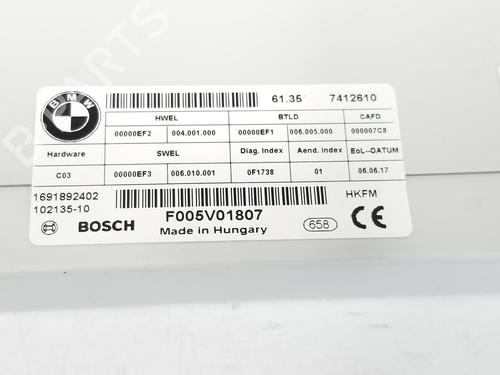 BMW
61.35 7412610
HWEL BTLD CAFD
00000EF2 004.001.000 00000EF1 006.005.000 000007C8
Hardware SWEL Diag. Index Aend. Index EoL--DATUM
C03 00000EF3 006.010.001 0F1738 01 06.06.17
1691892402 HKFM
102135-10
BOSCH F005V01807 658 CE
Made in Hungary
B-PARTS